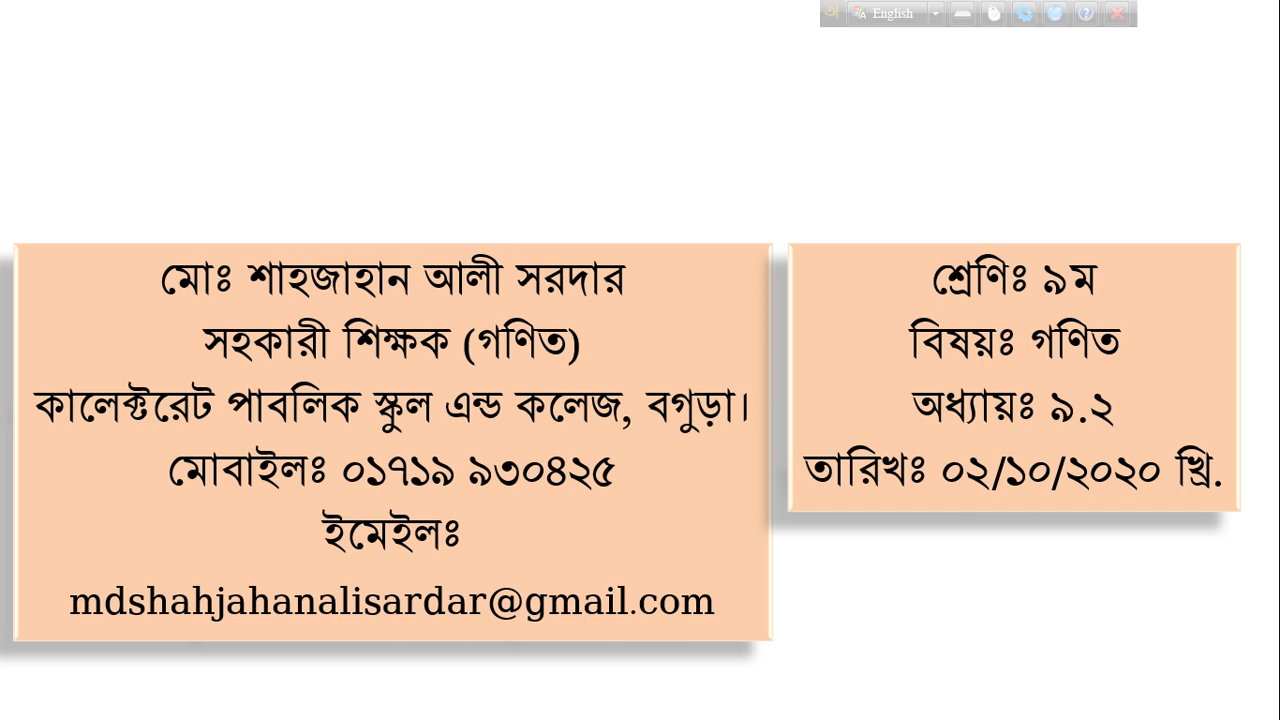 English
মোঃ শাহজাহান আলী সরদার
সহকারী শিক্ষক (গণিত)
কালেক্টরেট পাবলিক স্কুল এন্ড কলেজ, বগুড়া।
মোবাইলঃ ০১৭১৯ ৯৩০৪২৫
ইমেইলঃ
mdshahjahanalisardar@gmail.com
শ্রেণিঃ ৯ম
বিষয়ঃ গণিত
অধ্যায়ঃ ৯.২
তারিখঃ ০২/১০/২০২০ খ্রি.